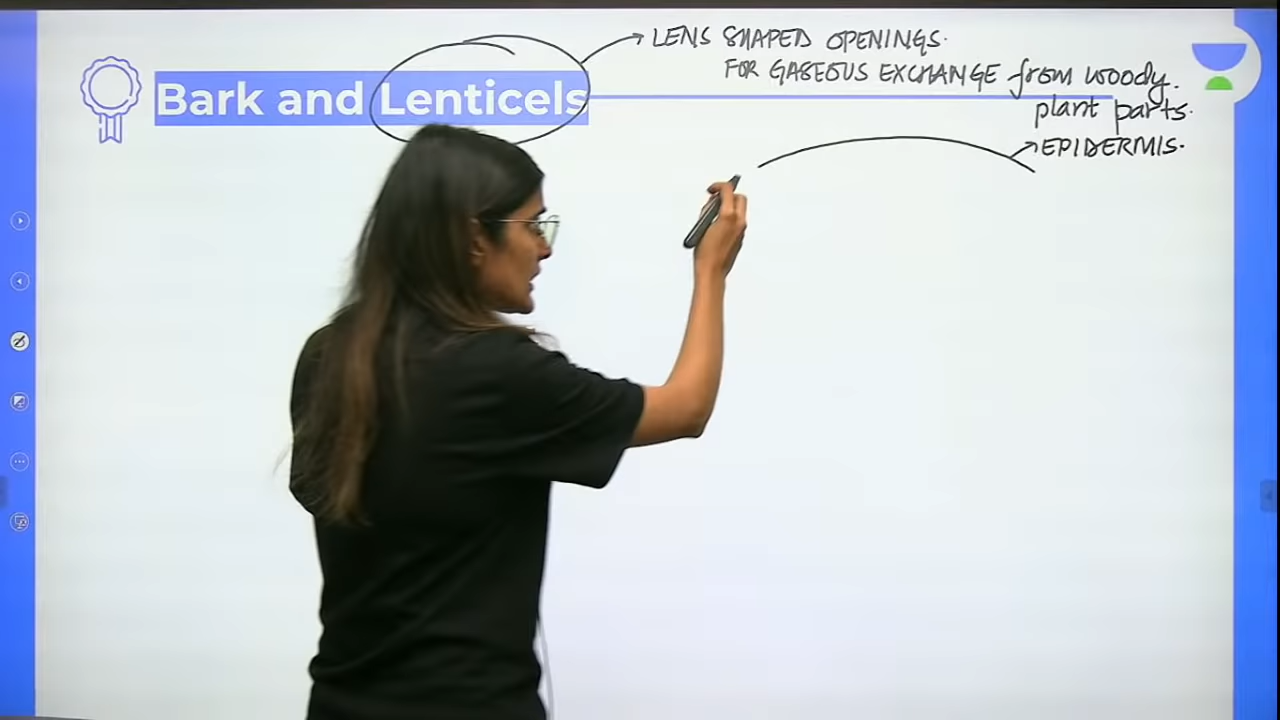 LENS SHAPED OPENINGS.
FOR GASEOUS EXCHANGE from woody.
Bark and Lenticels
plant parts.
EPIDERMIS.